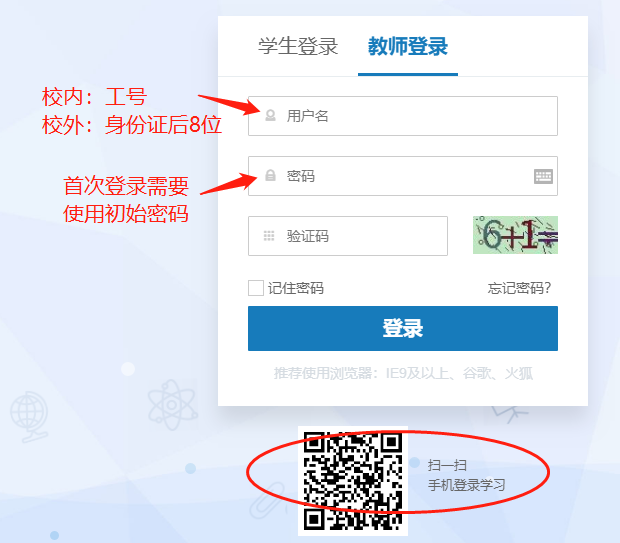 学生登录 教师登录
校内：工号
校外：身份证后8位
用户名
首次登录需要
使用初始密码
密码
验证码 6+1=
记住密码 忘记密码?
登录
推荐使用浏览器：IE9及以上、谷歌、火狐
扫一扫
手机登录学习